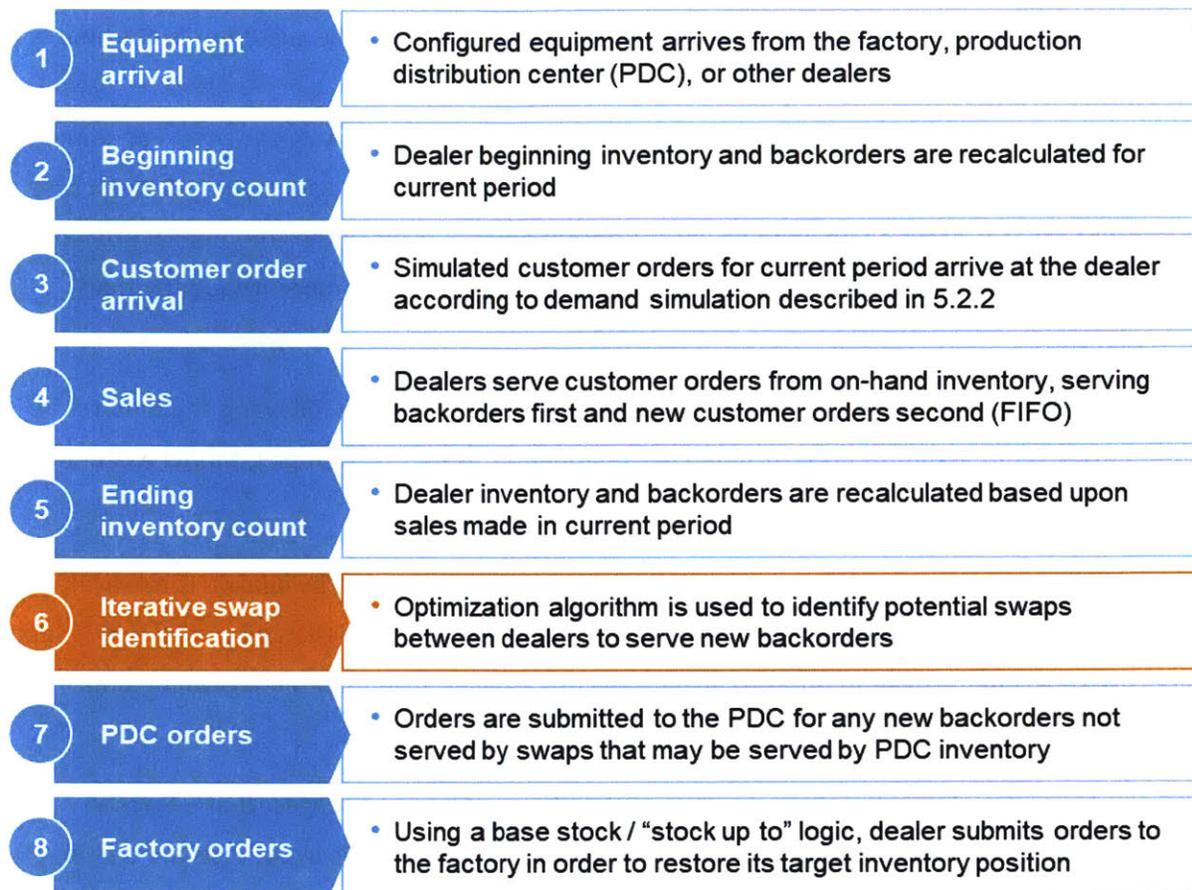 1
Equipment
arrival
• Configured equipment arrives from the factory, production
distribution center (PDC), or other dealers
2
Beginning
inventory count
• Dealer beginning inventory and backorders are recalculated for
current period
3
Customer order
arrival
• Simulated customer orders for current period arrive at the dealer
according to demand simulation described in 5.2.2
4
Sales
• Dealers serve customer orders from on-hand inventory, serving
backorders first and new customer orders second (FIFO)
5
Ending
inventory count
• Dealer inventory and backorders are recalculated based upon
sales made in current period
6
Iterative swap
identification
• Optimization algorithm is used to identify potential swaps
between dealers to serve new backorders
7
PDC orders
• Orders are submitted to the PDC for any new backorders not
served by swaps that may be served by PDC inventory
8
Factory orders
• Using a base stock / “stock up to” logic, dealer submits orders to
the factory in order to restore its target inventory position